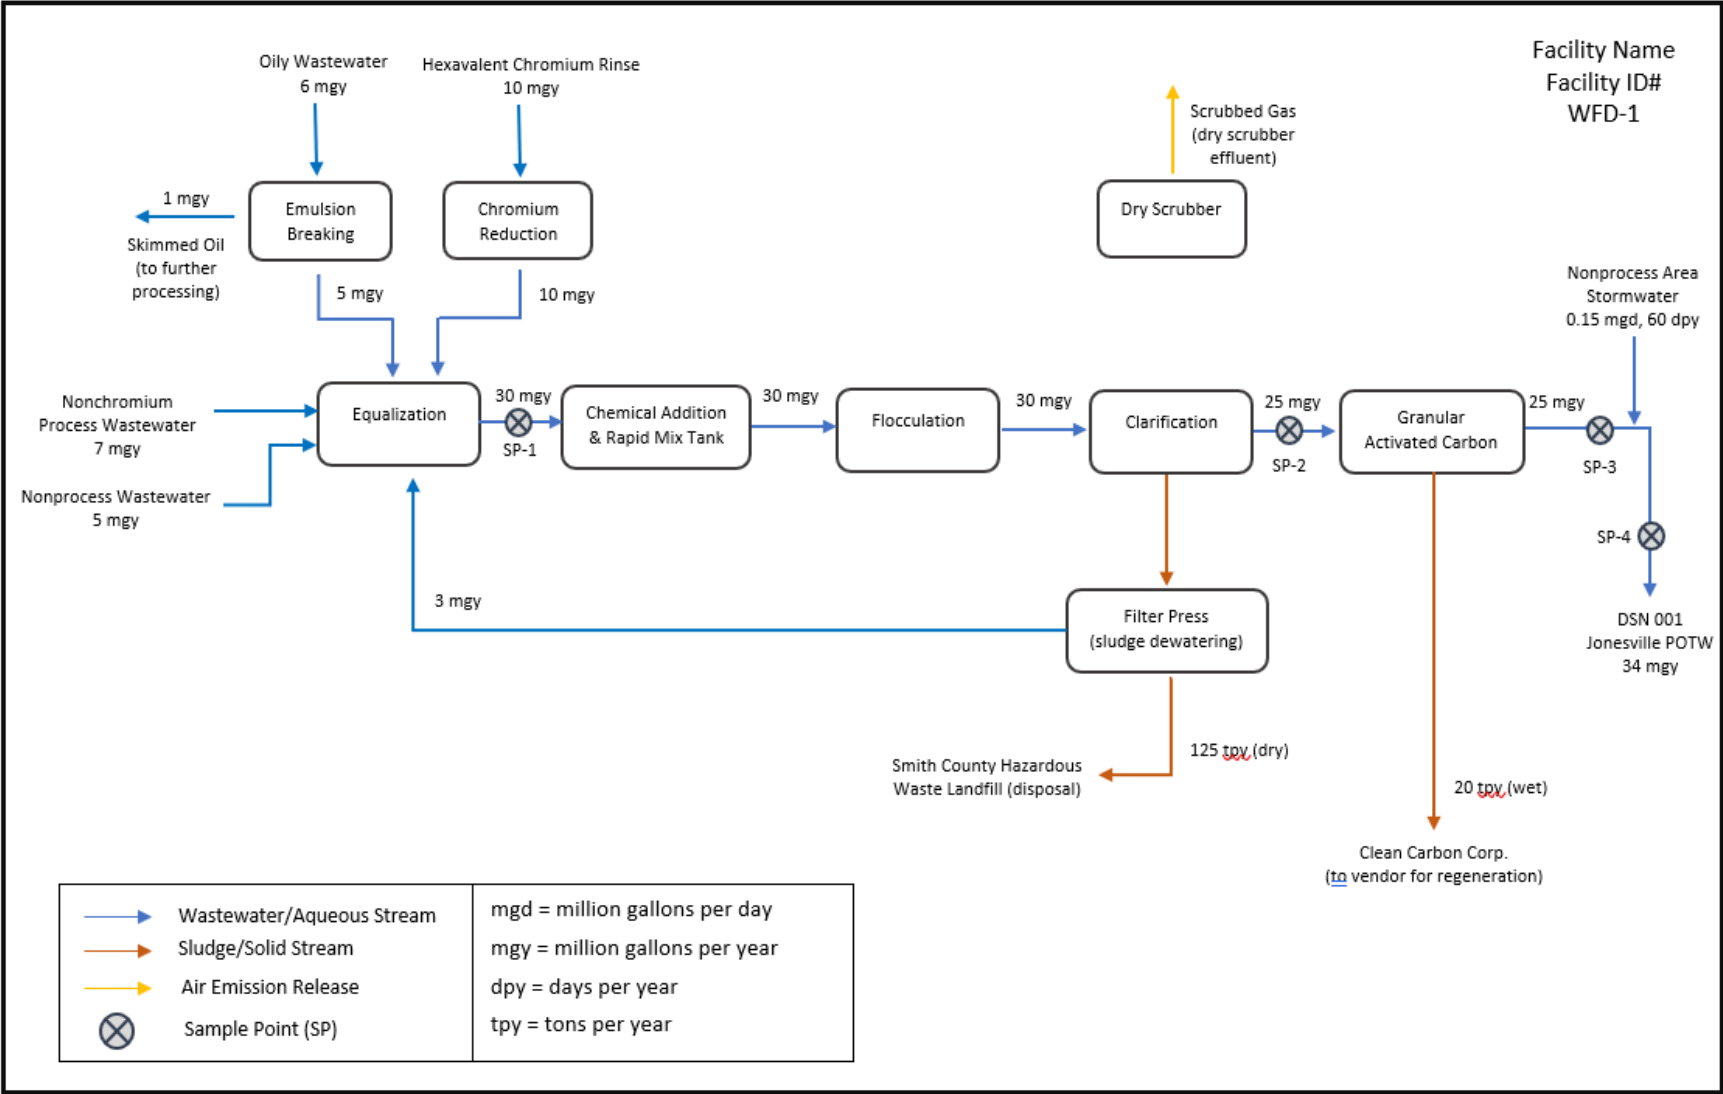 Facility Name
Facility ID#
WFD-1
Oily Wastewater
6 mgy
Hexavalent Chromium Rinse
10 mgy
Scrubbed Gas
(dry scrubber
effluent)
1 mgy
Skimmed Oil
(to further
processing)
Emulsion
Breaking
Chromium
Reduction
Dry Scrubber
5 mgy
10 mgy
Nonprocess Area
Stormwater
0.15 mgd, 60 dpy
Nonchromium
Process Wastewater
7 mgy
Nonprocess Wastewater
5 mgy
Equalization
30 mgy
SP-1
Chemical Addition
& Rapid Mix Tank
30 mgy
Flocculation
30 mgy
Clarification
25 mgy
SP-2
Granular
Activated Carbon
25 mgy
SP-3
SP-4
DSN 001
Jonesville POTW
34 mgy
3 mgy
Filter Press
(sludge dewatering)
125 tpy (dry)
Smith County Hazardous
Waste Landfill (disposal)
20 tpy (wet)
Clean Carbon Corp.
(to vendor for regeneration)
Wastewater/Aqueous Stream
Sludge/Solid Stream
Air Emission Release
Sample Point (SP)
mgd = million gallons per day
mgy = million gallons per year
dpy = days per year
tpy = tons per year